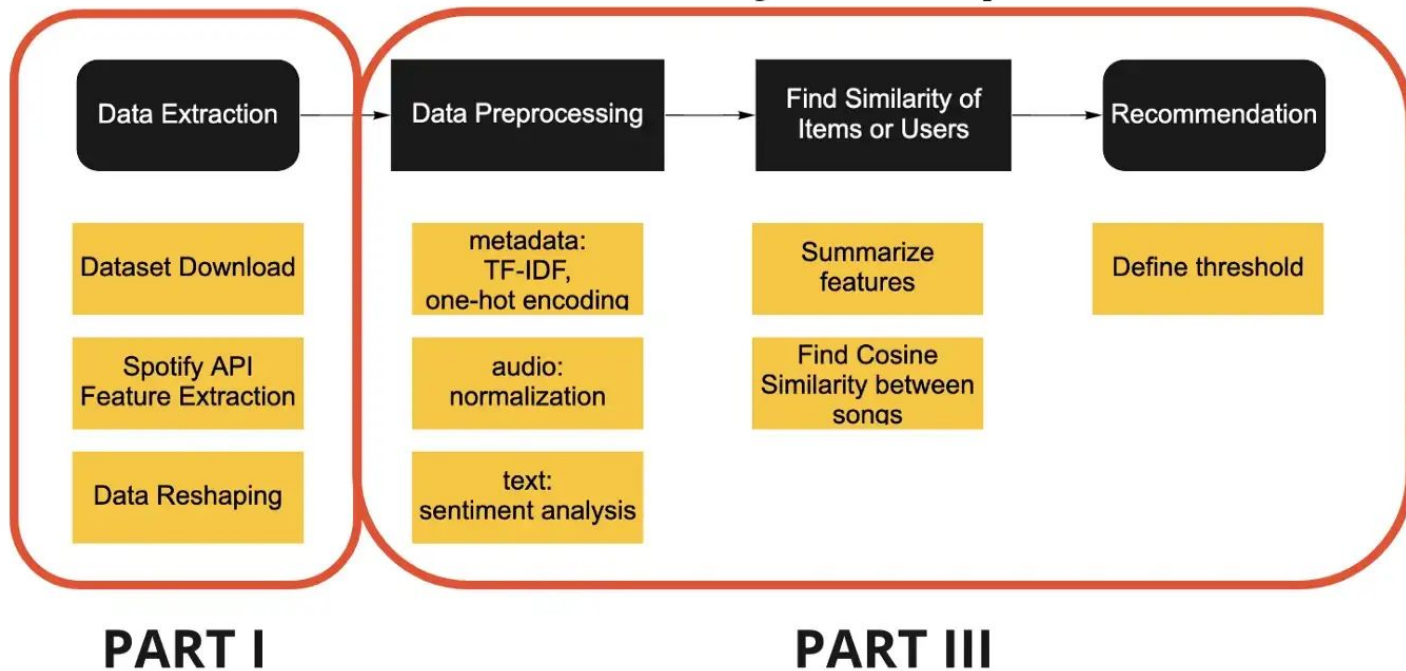 Data Extraction
Data Preprocessing
Find Similarity of
Items or Users
Recommendation
Dataset Download
metadata:
TF-IDF,
one-hot encoding
Summarize
features
Define threshold
Spotify API
Feature Extraction
audio:
normalization
Find Cosine
Similarity between
songs
Data Reshaping
text:
sentiment analysis
PART I
PART III